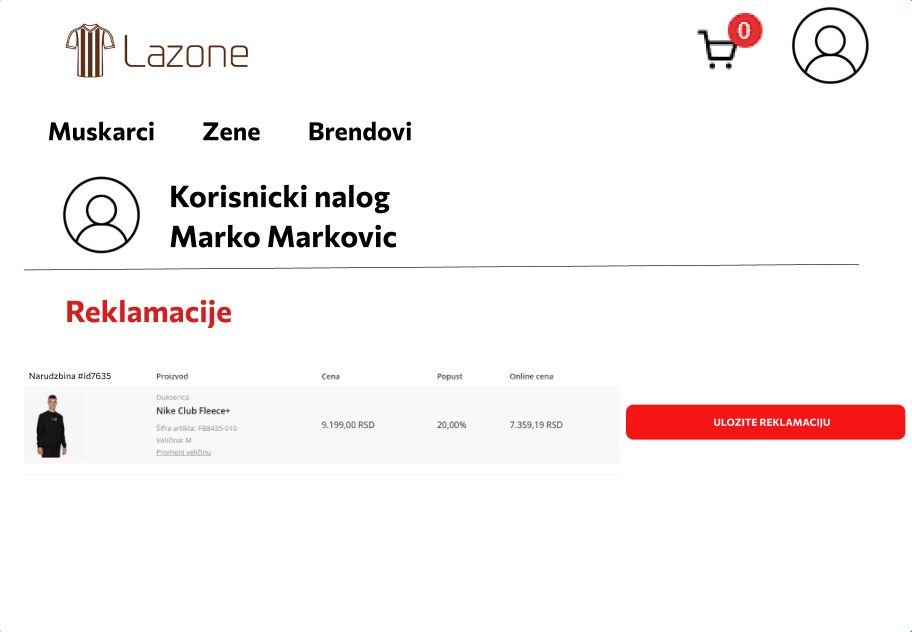 Lazone
0
Muskarci Zene Brendovi
Korisnicki nalog
Marko Markovic
Reklamacije
Narudzbina #id7635 Proizvod Cena Popust Online cena
Dukserica
Nike Club Fleece+
Šifra artikla: FB8435-010
Veličina: M
Promeni veličinu
9.199,00 RSD 20,00% 7.359,19 RSD
ULOZITE REKLAMACIJU